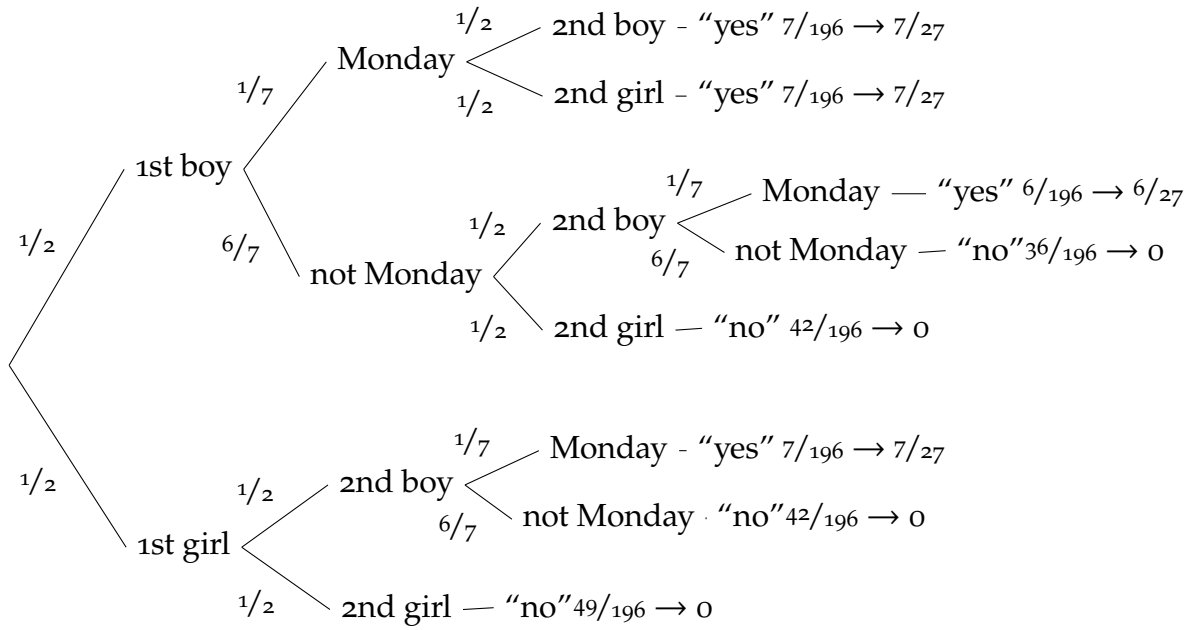 1/2
2nd boy – “yes” 7/196 → 7/27
Monday
1/7
1/2
2nd girl – “yes” 7/196 → 7/27
1st boy
1/7
Monday — “yes” 6/196 → 6/27
1/2
2nd boy
1/2
6/7
6/7
not Monday – “no”36/196 → 0
not Monday
1/2
2nd girl — “no” 42/196 → 0
1/7
Monday - “yes” 7/196 → 7/27
1/2
1/2
2nd boy
6/7
not Monday · “no”42/196 → 0
1st girl
1/2
2nd girl — “no”49/196 → 0